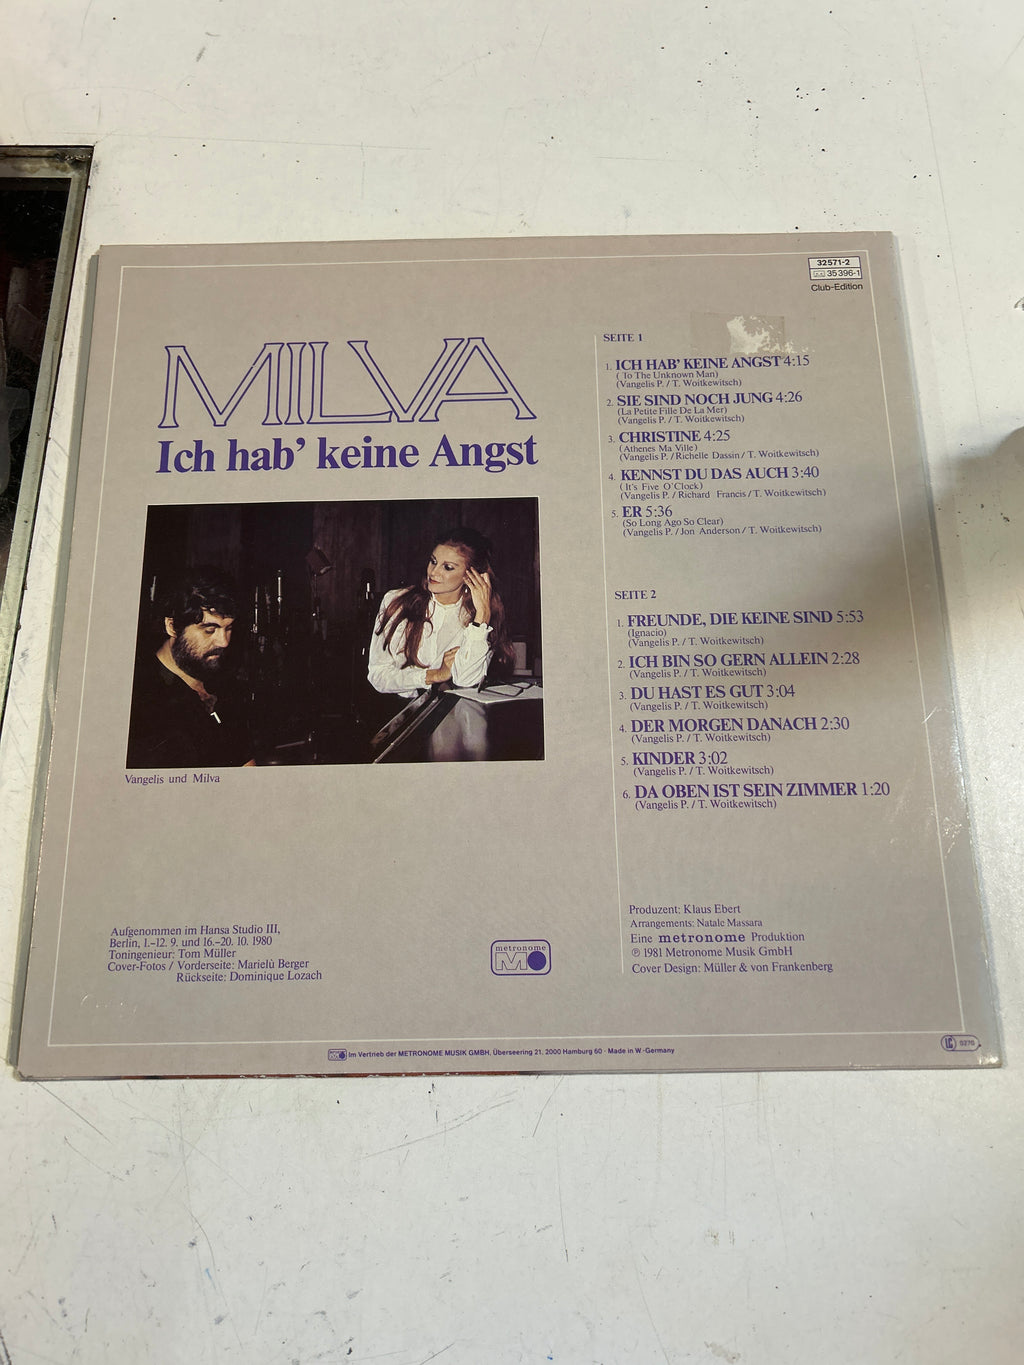 32571-2
35396-1
Club-Edition
MILVA
Ich hab' keine Angst
Vangelis und Milva
SEITE 1
1. ICH HAB' KEINE ANGST 4:15
( To The Unknown Man)
(Vangelis P. / T. Woitkewitsch)
2. SIE SIND NOCH JUNG 4:26
(La Petite Fille De La Mer)
(Vangelis P. / T. Woitkewitsch)
3. CHRISTINE 4:25
(Athenes Ma Ville)
(Vangelis P. / Richelle Dassin / T. Woitkewitsch)
4. KENNST DU DAS AUCH 3:40
( It's Five O'Clock)
(Vangelis P. / Richard Francis / T. Woitkewitsch)
5. ER 5:36
(So Long Ago So Clear)
(Vangelis P. / Jon Anderson / T. Woitkewitsch)
SEITE 2
1. FREUNDE, DIE KEINE SIND 5:53
(Ignacio)
(Vangelis P. / T. Woitkewitsch)
2. ICH BIN SO GERN ALLEIN 2:28
(Vangelis P. / T. Woitkewitsch)
3. DU HAST ES GUT 3:04
(Vangelis P. / T. Woitkewitsch)
4. DER MORGEN DANACH 2:30
(Vangelis P. / T. Woitkewitsch)
5. KINDER 3:02
(Vangelis P. / T. Woitkewitsch)
6. DA OBEN IST SEIN ZIMMER 1:20
(Vangelis P. / T. Woitkewitsch)
Aufgenommen im Hansa Studio III,
Berlin, 1.–12. 9. und 16.–20. 10. 1980
Toningenieur: Tom Müller
Cover-Fotos / Vorderseite: Marielù Berger
Rückseite: Dominique Lozach
metronome
Produzent: Klaus Ebert
Arrangements: Natale Massara
Eine metronome Produktion
℗ 1981 Metronome Musik GmbH
Cover Design: Müller & von Frankenberg
Im Vertrieb der METRONOME MUSIK GMBH, Überseering 21, 2000 Hamburg 60 · Made in W.-Germany
LC 0270